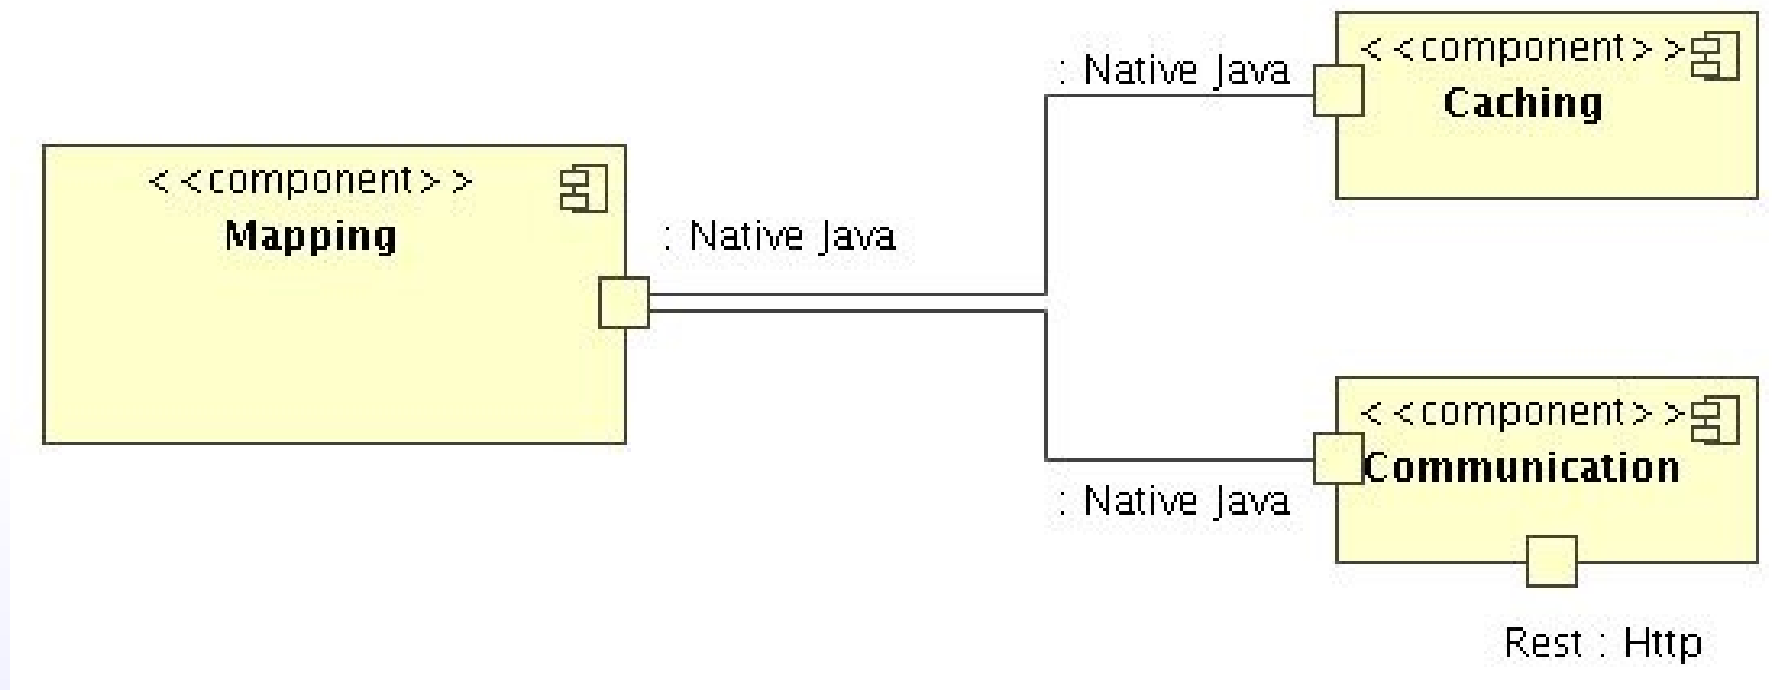 < <component> >
Mapping
: Native Java
: Native Java
< <component> >
Caching
< <component> >
Communication
: Native Java
Rest : Http